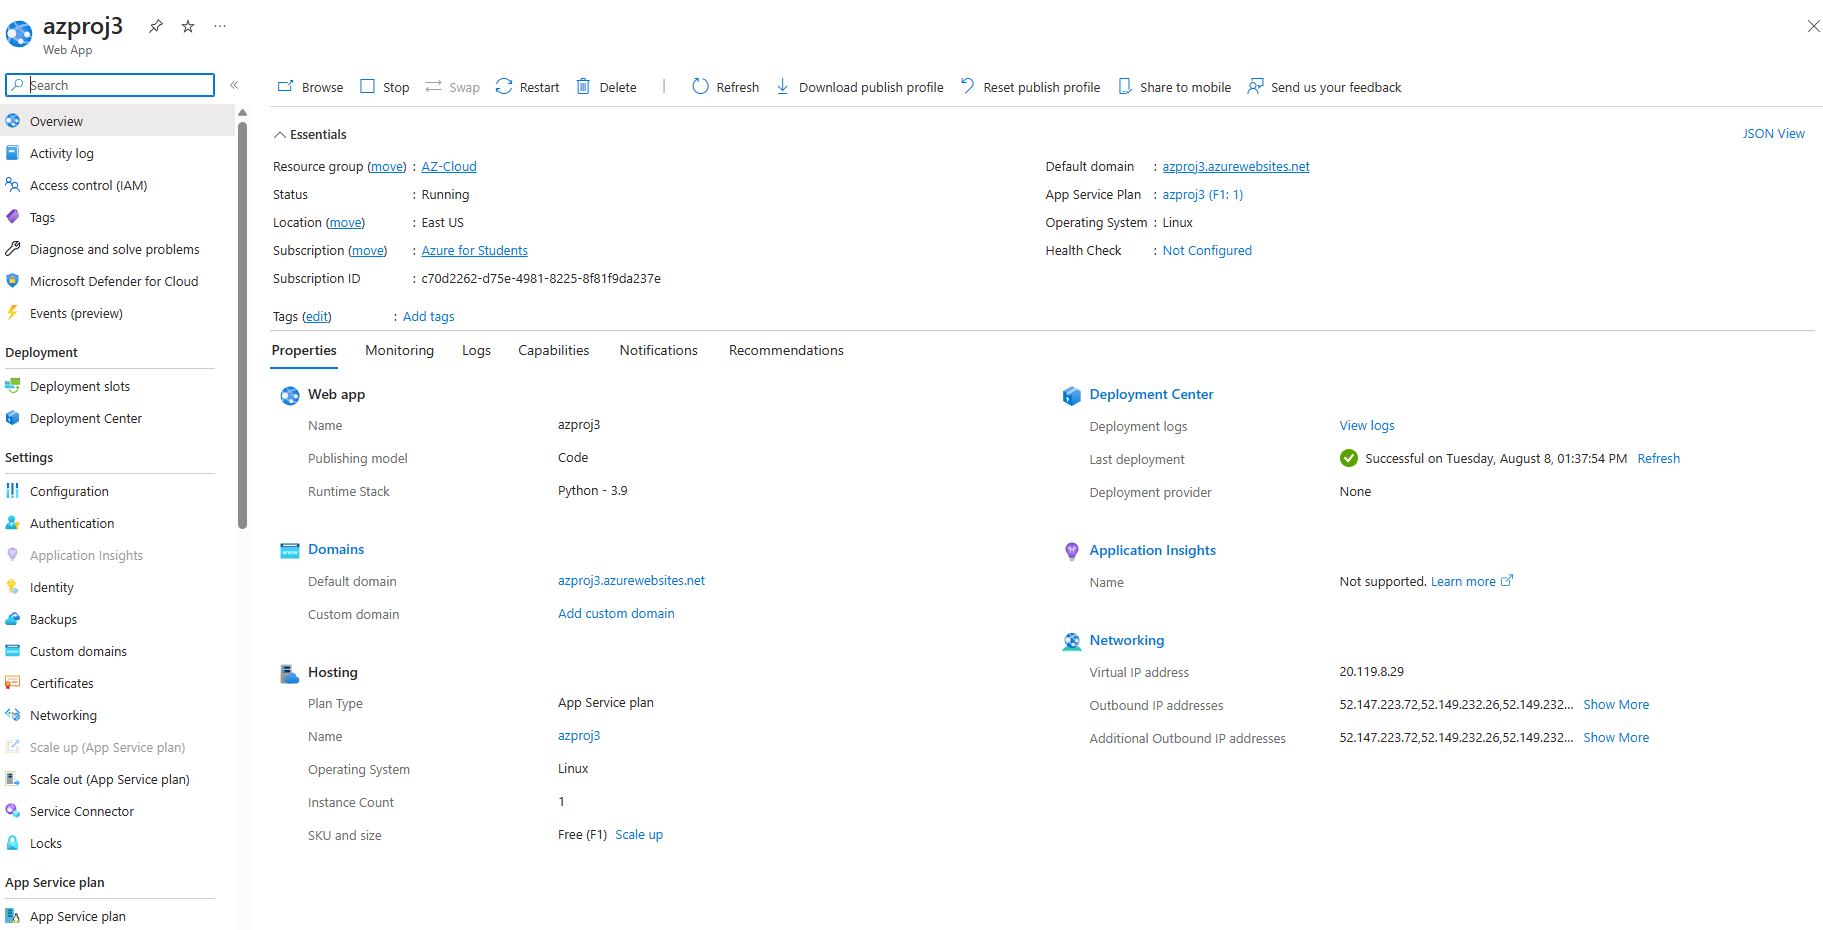 azproj3
Web App
Search
Overview
Activity log
Access control (IAM)
Tags
Diagnose and solve problems
Microsoft Defender for Cloud
Events (preview)
Deployment
Deployment slots
Deployment Center
Settings
Configuration
Authentication
Application Insights
Identity
Backups
Custom domains
Certificates
Networking
Scale up (App Service plan)
Scale out (App Service plan)
Service Connector
Locks
App Service plan
App Service plan
Browse Stop Swap Restart Delete Refresh Download publish profile Reset publish profile Share to mobile Send us your feedback
Essentials
JSON View
Resource group (move) : AZ-Cloud
Status : Running
Location (move) : East US
Subscription (move) : Azure for Students
Subscription ID : c70d2262-d75e-4981-8225-8f81f9da237e
Default domain : azproj3.azurewebsites.net
App Service Plan : azproj3 (F1: 1)
Operating System : Linux
Health Check : Not Configured
Tags (edit) : Add tags
Properties Monitoring Logs Capabilities Notifications Recommendations
Web app
Name azproj3
Publishing model Code
Runtime Stack Python - 3.9
Domains
Default domain azproj3.azurewebsites.net
Custom domain Add custom domain
Hosting
Plan Type App Service plan
Name azproj3
Operating System Linux
Instance Count 1
SKU and size Free (F1) Scale up
Deployment Center
Deployment logs View logs
Last deployment Successful on Tuesday, August 8, 01:37:54 PM Refresh
Deployment provider None
Application Insights
Name Not supported. Learn more
Networking
Virtual IP address 20.119.8.29
Outbound IP addresses 52.147.223.72,52.149.232.26,52.149.232... Show More
Additional Outbound IP addresses 52.147.223.72,52.149.232.26,52.149.232... Show More